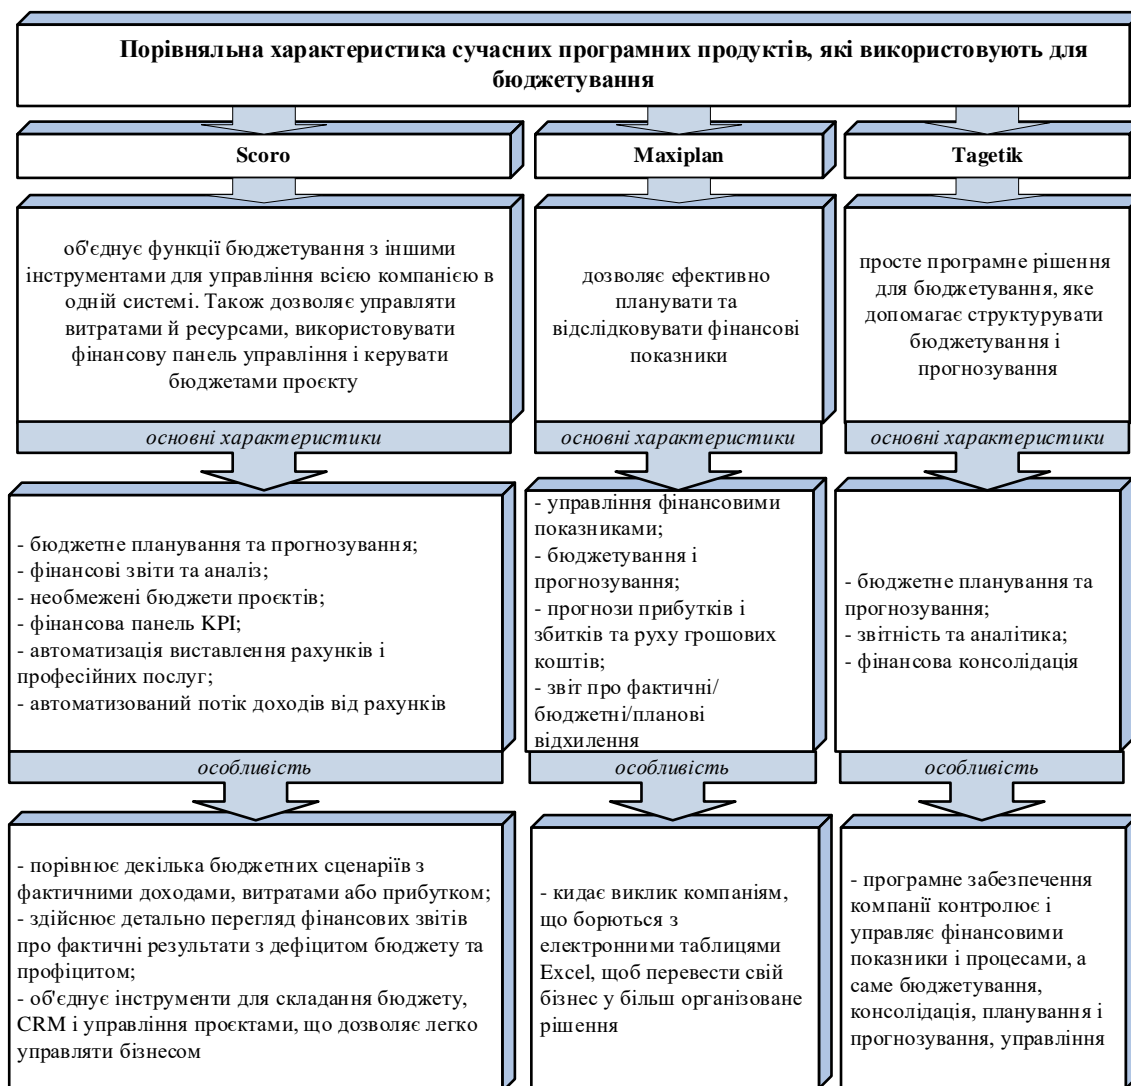 Порівняльна характеристика сучасних програмних продуктів, які використовують для
бюджетування
Scoro
об'єднує функції бюджетування з іншими
інструментами для управління всією компанією в
одній системі. Також дозволяє управляти
витратами й ресурсами, використовувати
фінансову панель управління і керувати
бюджетами проєкту
основні характеристики
- бюджетне планування та прогнозування;
- фінансові звіти та аналіз;
- необмежені бюджети проєктів;
- фінансова панель KPI;
- автоматизація виставлення рахунків і
професійних послуг;
- автоматизований потік доходів від рахунків
особливість
- порівнює декілька бюджетних сценаріїв з
фактичними доходами, витратами або прибутком;
- здійснює детально перегляд фінансових звітів
про фактичні результати з дефіцитом бюджету та
профіцитом;
- об'єднує інструменти для складання бюджету,
CRM і управління проєктами, що дозволяє легко
управляти бізнесом
Maxiplan
дозволяє ефективно
планувати та
відслідковувати фінансові
показники
основні характеристики
- управління фінансовими
показниками;
- бюджетування і
прогнозування;
- прогнози прибутків і
збитків та руху грошових
коштів;
- звіт про фактичні/
бюджетні/планові
відхилення
особливість
- кидає виклик компаніям,
що борються з
електронними таблицями
Excel, щоб перевести свій
бізнес у більш організоване
рішення
Tagetik
просте програмне рішення
для бюджетування, яке
допомагає структурувати
бюджетування і
прогнозування
основні характеристики
- бюджетне планування та
прогнозування;
- звітність та аналітика;
- фінансова консолідація
особливість
- програмне забезпечення
компанії контролює і
управляє фінансовими
показники і процесами, а
саме бюджетування,
консолідація, планування і
прогнозування, управління